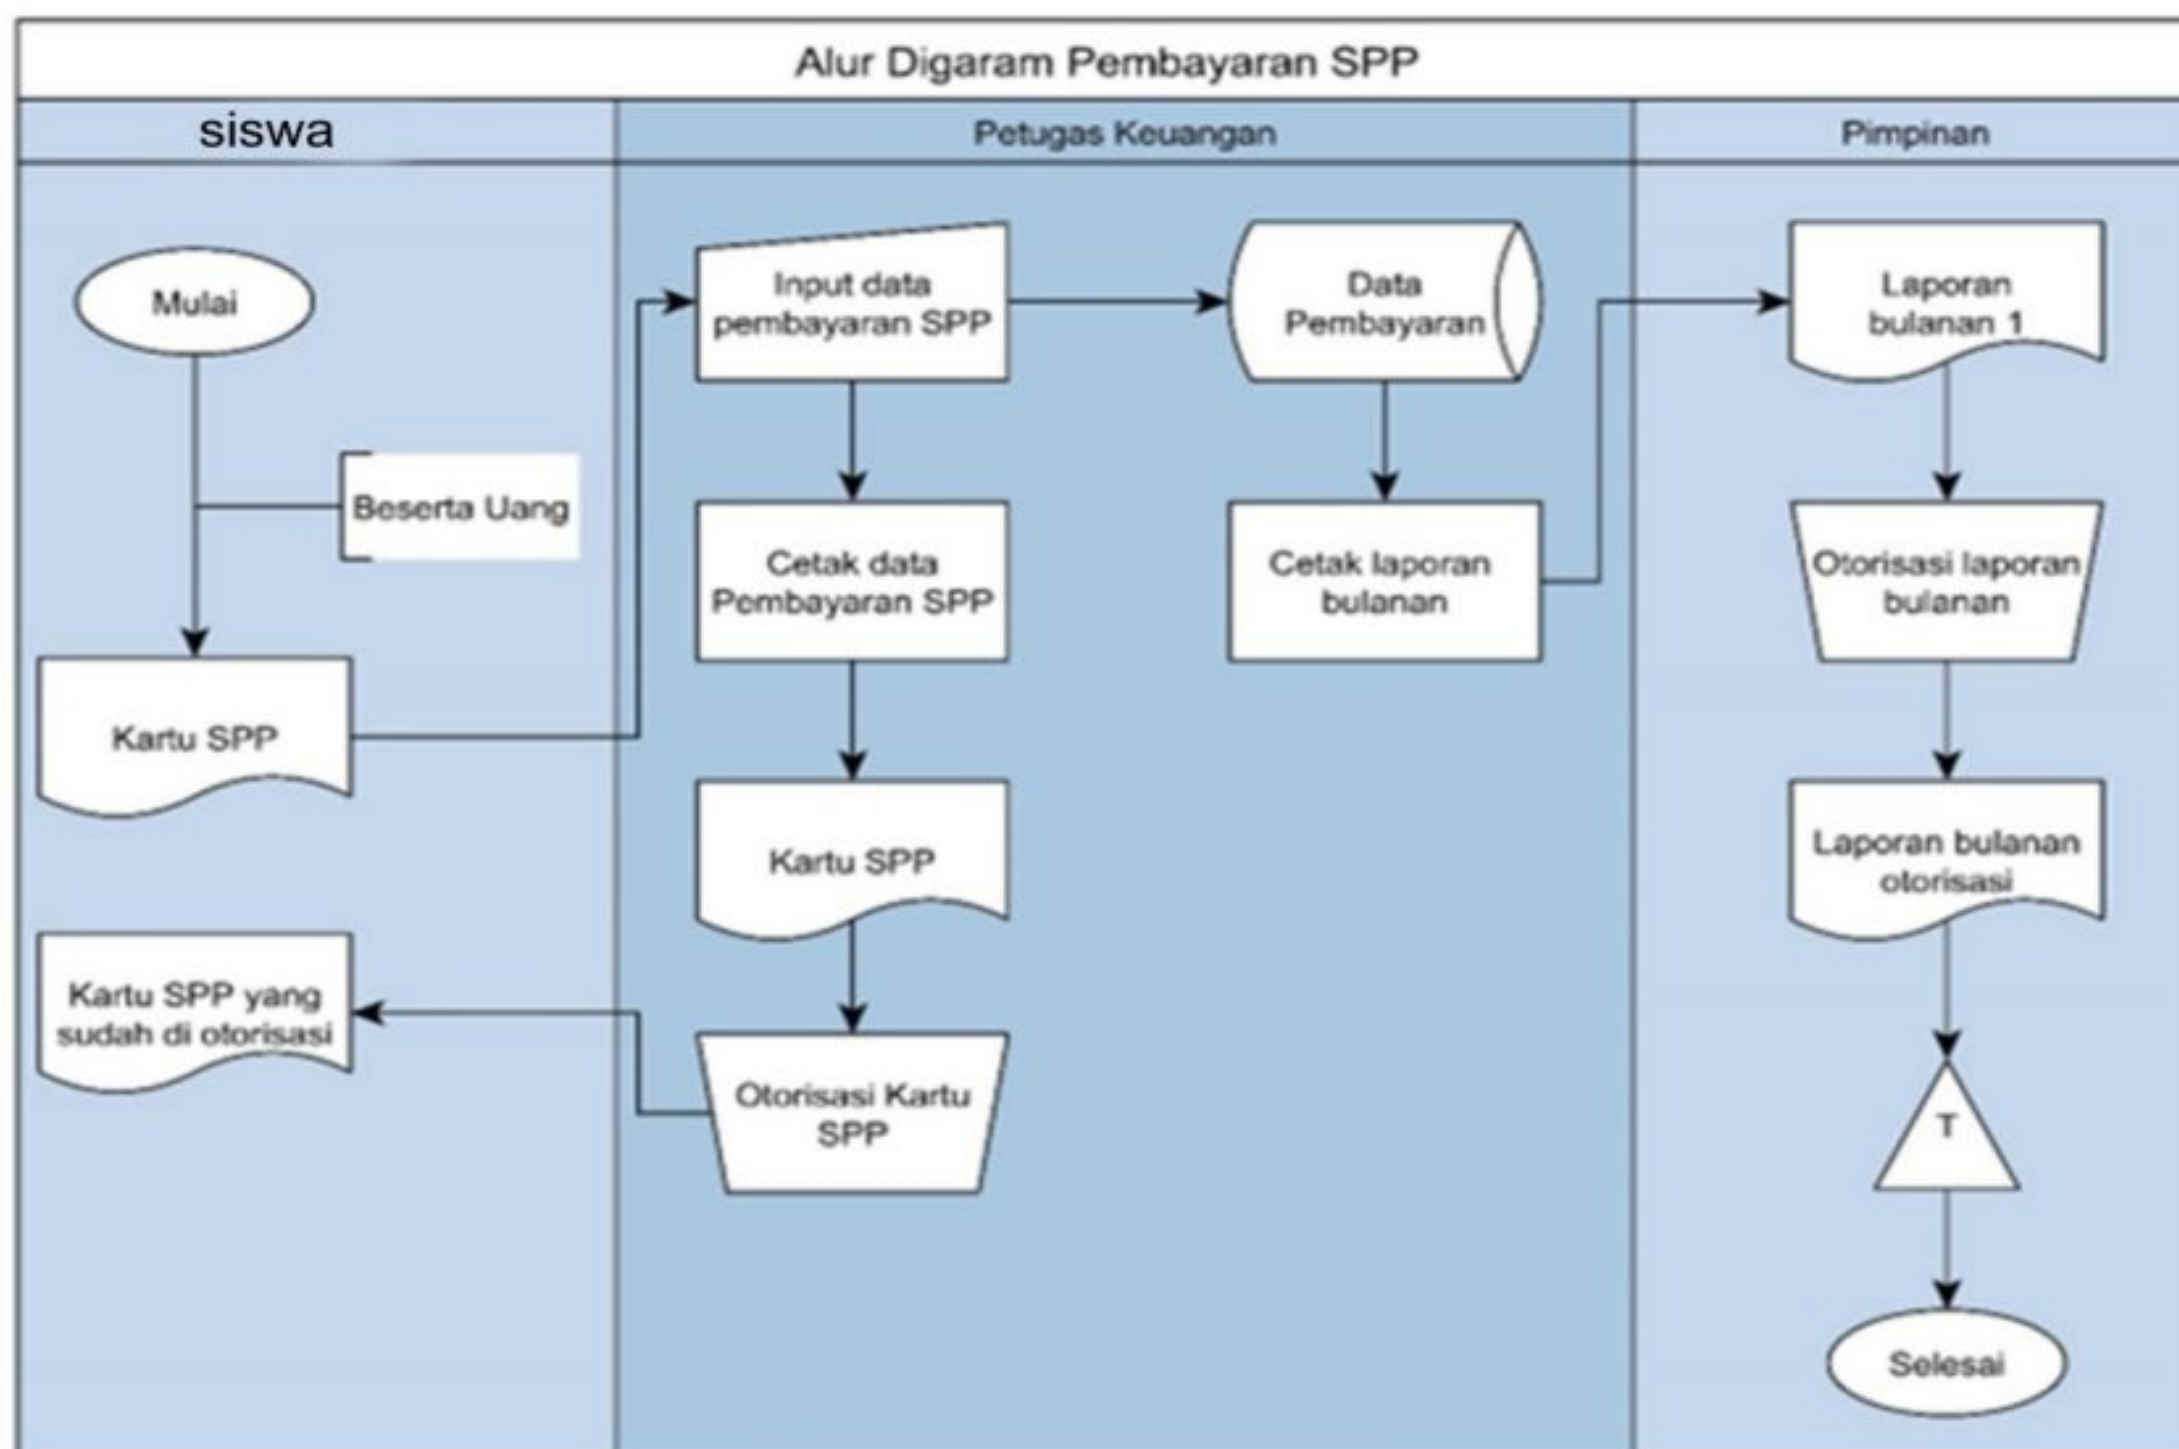 Alur Digaram Pembayaran SPP
siswa
Petugas Keuangan
Pimpinan
Mulai
Beserta Uang
Kartu SPP
Kartu SPP yang
sudah di otorisasi
Input data
pembayaran SPP
Cetak data
Pembayaran SPP
Kartu SPP
Otorisasi Kartu
SPP
Data
Pembayaran
Cetak laporan
bulanan
Laporan
bulanan 1
Otorisasi laporan
bulanan
Laporan bulanan
otorisasi
T
Selesai